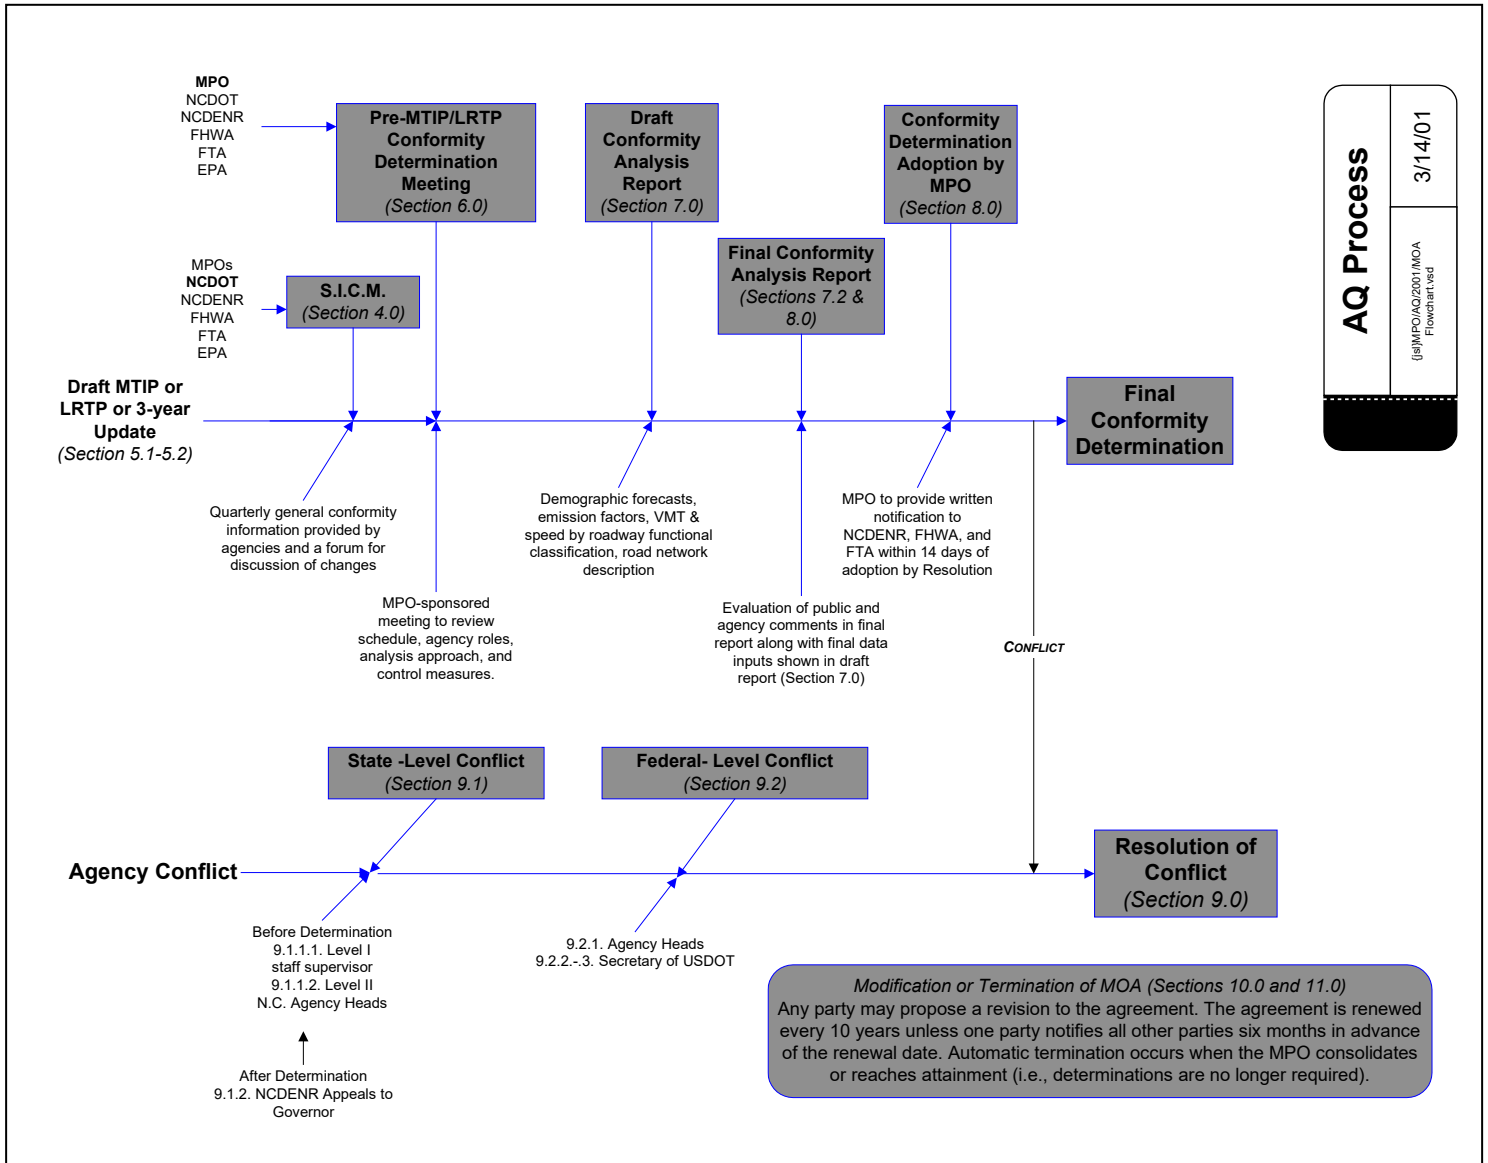 MPO
NCDOT
NCDENR
FHWA
FTA
EPA
Pre-MTIP/LRTP
Conformity
Determination
Meeting
(Section 6.0)
Draft
Conformity
Analysis
Report
(Section 7.0)
Conformity
Determination
Adoption by
MPO
(Section 8.0)
AQ Process
3/14/01
{jsl}MPO/AQ/2001/MOA
Flowchart.vsd
MPOs
NCDOT
NCDENR
FHWA
FTA
EPA
S.I.C.M.
(Section 4.0)
Final Conformity
Analysis Report
(Sections 7.2 &
8.0)
Draft MTIP or
LRTP or 3-year
Update
(Section 5.1-5.2)
Final
Conformity
Determination
Quarterly general conformity
information provided by
agencies and a forum for
discussion of changes
MPO-sponsored
meeting to review
schedule, agency roles,
analysis approach, and
control measures.
Demographic forecasts,
emission factors, VMT &
speed by roadway functional
classification, road network
description
Evaluation of public and
agency comments in final
report along with final data
inputs shown in draft
report (Section 7.0)
MPO to provide written
notification to
NCDENR, FHWA, and
FTA within 14 days of
adoption by Resolution
CONFLICT
State -Level Conflict
(Section 9.1)
Federal- Level Conflict
(Section 9.2)
Agency Conflict
Resolution of
Conflict
(Section 9.0)
Before Determination
9.1.1.1. Level I
staff supervisor
9.1.1.2. Level II
N.C. Agency Heads
After Determination
9.1.2. NCDENR Appeals to
Governor
9.2.1. Agency Heads
9.2.2.-.3. Secretary of USDOT
Modification or Termination of MOA (Sections 10.0 and 11.0)
Any party may propose a revision to the agreement. The agreement is renewed
every 10 years unless one party notifies all other parties six months in advance
of the renewal date. Automatic termination occurs when the MPO consolidates
or reaches attainment (i.e., determinations are no longer required).